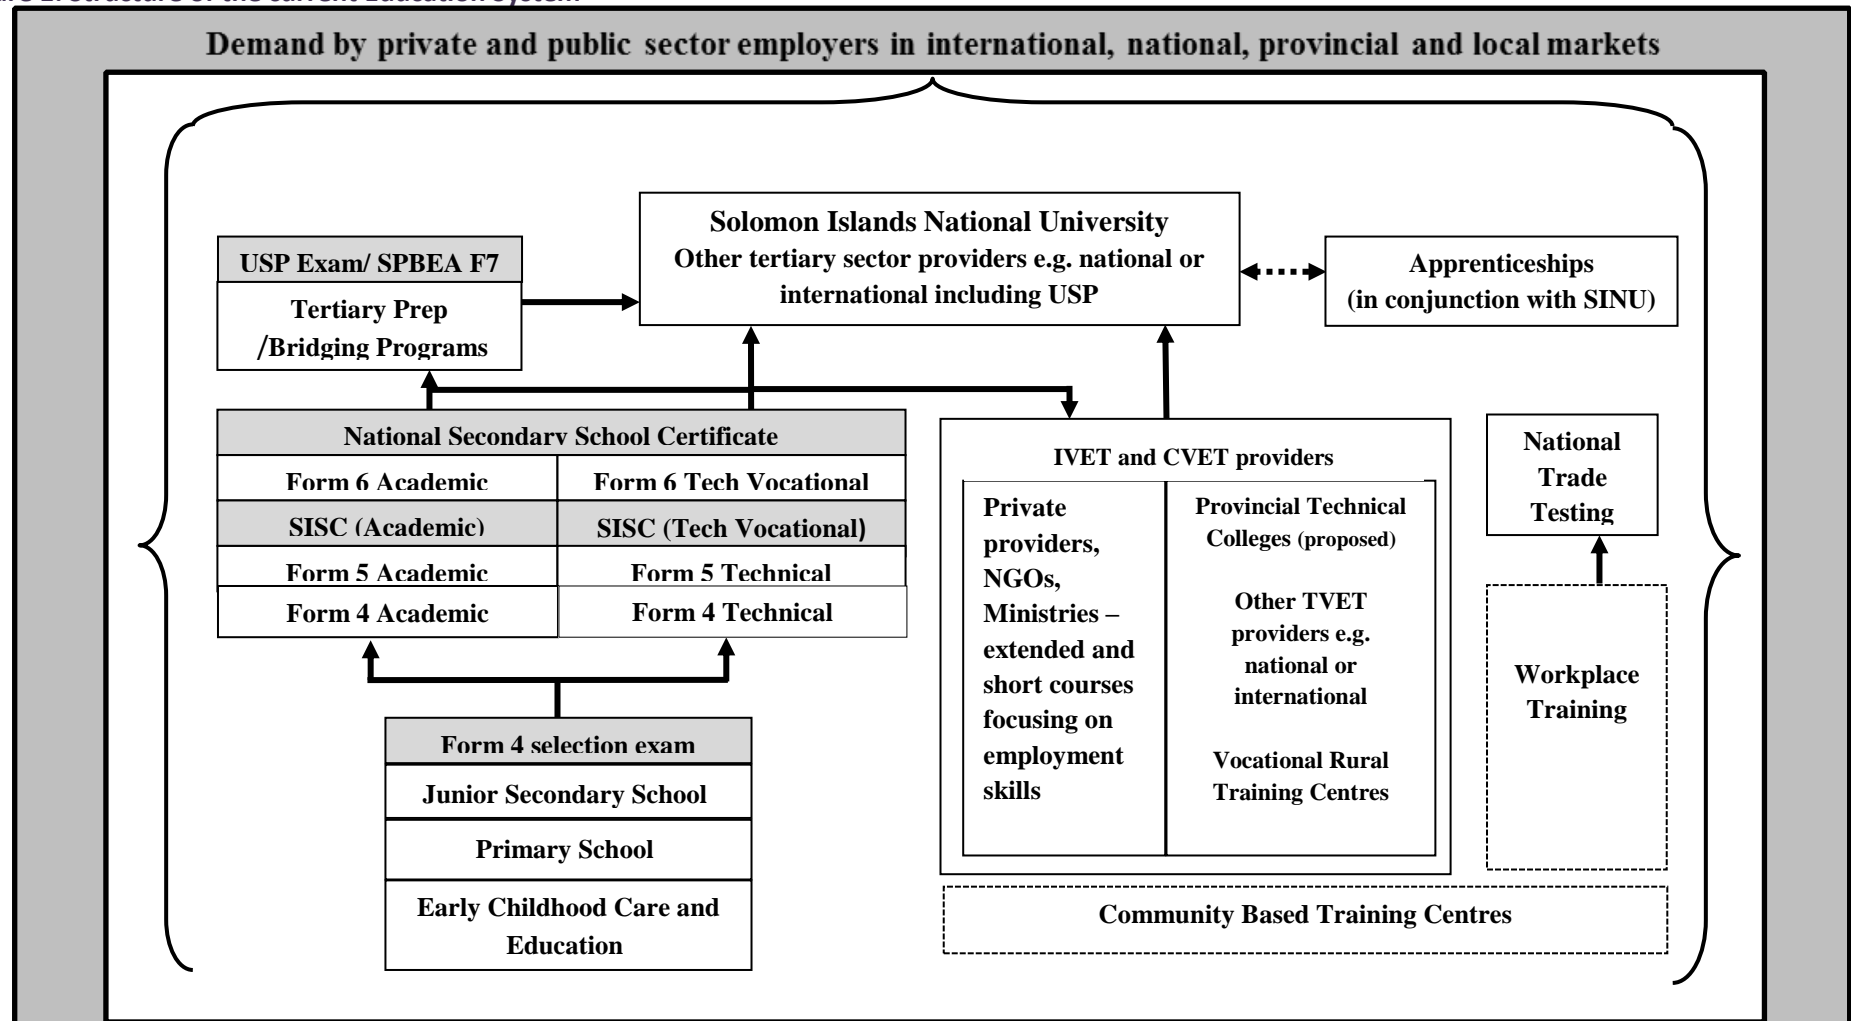 Structure of the current Education system
Demand by private and public sector employers in international, national, provincial and local markets
Solomon Islands National University
Other tertiary sector providers e.g. national or
international including USP
USP Exam/ SPBEA F7
Tertiary Prep
/Bridging Programs
Apprenticeships
(in conjunction with SINU)
National Secondary School Certificate
Form 6 Academic
Form 6 Tech Vocational
SISC (Academic)
SISC (Tech Vocational)
Form 5 Academic
Form 5 Technical
Form 4 Academic
Form 4 Technical
IVET and CVET providers
Private
providers,
NGOs,
Ministries –
extended and
short courses
focusing on
employment
skills
Provincial Technical
Colleges (proposed)
Other TVET
providers e.g.
national or
international
Vocational Rural
Training Centres
National
Trade
Testing
Workplace
Training
Form 4 selection exam
Junior Secondary School
Primary School
Early Childhood Care and
Education
Community Based Training Centres